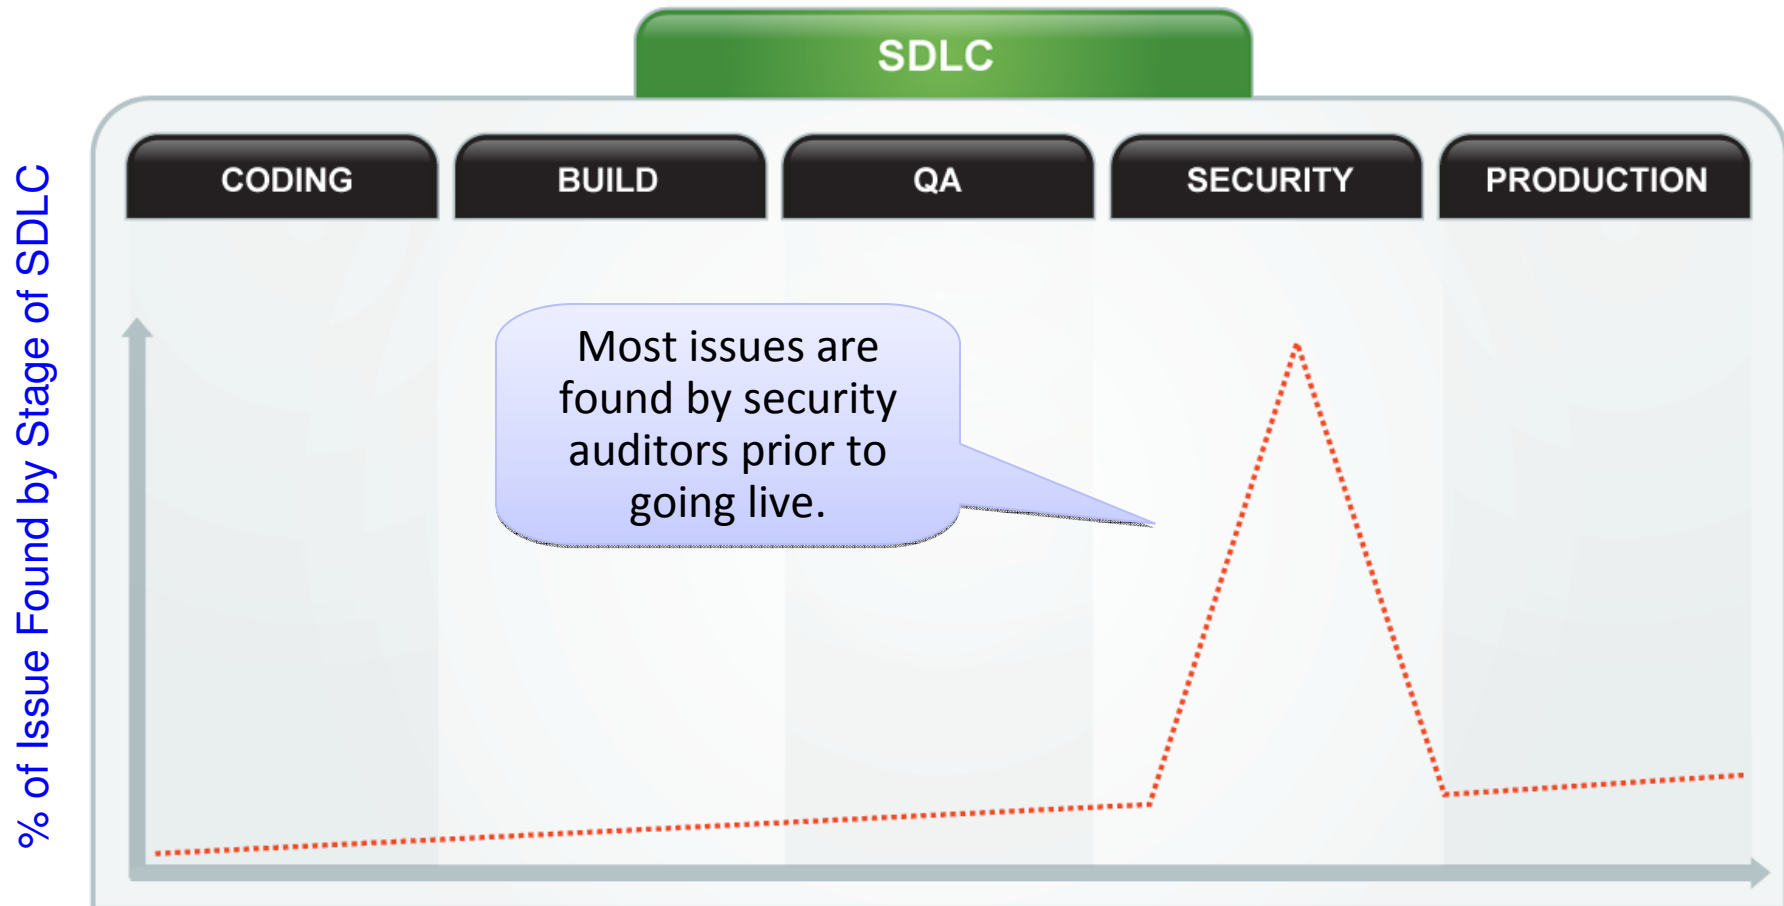 SDLC
CODING
BUILD
QA
SECURITY
PRODUCTION
% of Issue Found by Stage of SDLC
Most issues are
found by security
auditors prior to
going live.